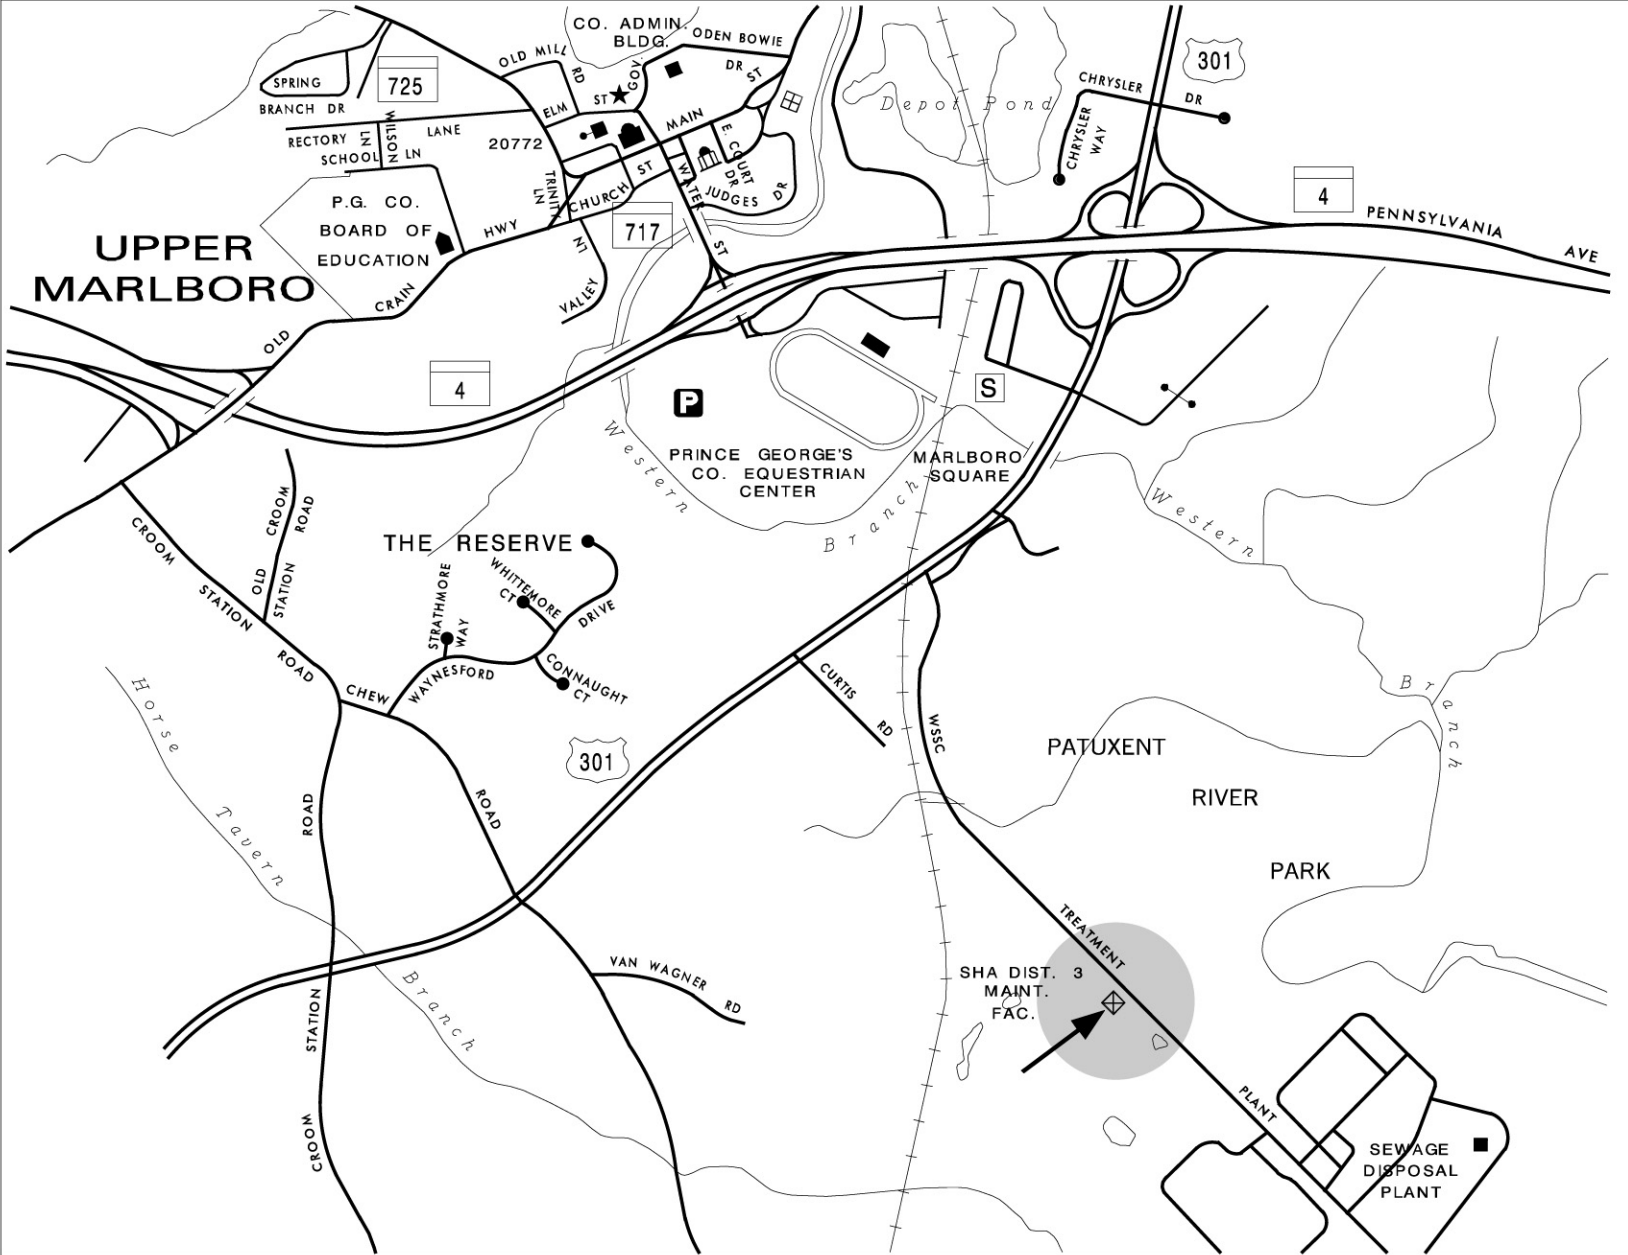 CO. ADMIN.
BLDG.
ODEN BOWIE
DR
OLD MILL
RD
GOV.
ST
301
CHRYSLER
DR
SPRING
BRANCH DR
725
ELM
ST
MAIN
Depot Pond
CHRYSLER
WAY
RECTORY
LANE
WILSON
LN
SCHOOL LN
20772
E. COURT
DR
JUDGES DR
TRINITY
LN
CHURCH
ST
WATER
ST
4
PENNSYLVANIA
AVE
P.G. CO.
BOARD OF
EDUCATION
HWY
717
UPPER
MARLBORO
CRAIN
OLD
VALLEY
LN
4
P
S
PRINCE GEORGE'S
CO. EQUESTRIAN
CENTER
MARLBORO
SQUARE
Western
Branch
Western
Branch
CROOM
STATION
ROAD
OLD
CROOM
STATION
ROAD
THE RESERVE
WHITTEMORE
CT
STRATHMORE
WAY
DRIVE
WAYNESFORD
CONNAUGHT
CT
CHEW
ROAD
CURTIS
RD
WSSC
Horse
Tavern
Branch
301
PATUXENT
RIVER
PARK
ROAD
STATION
CROOM
VAN WAGNER
RD
TREATMENT
SHA DIST. 3
MAINT.
FAC.
PLANT
SEWAGE
DISPOSAL
PLANT